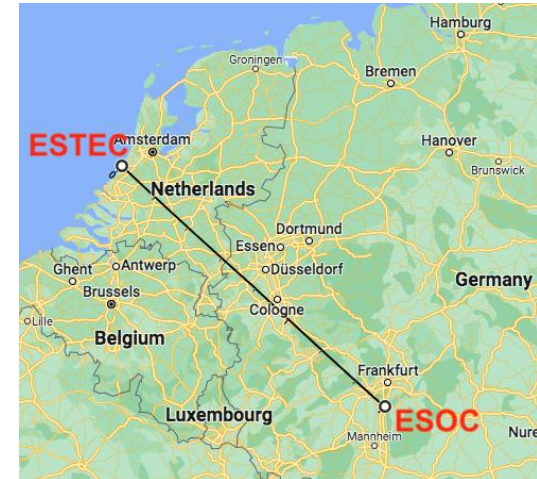 Hamburg
Groningen
Bremen
ESTEC
Amsterdam
Hanover
Brunswick
Netherlands
Dortmund
Essen
Ghent
Antwerp
Düsseldorf
Germany
Brussels
Cologne
Lille
Belgium
Frankfurt
Luxembourg
ESOC
Mannheim
Nure